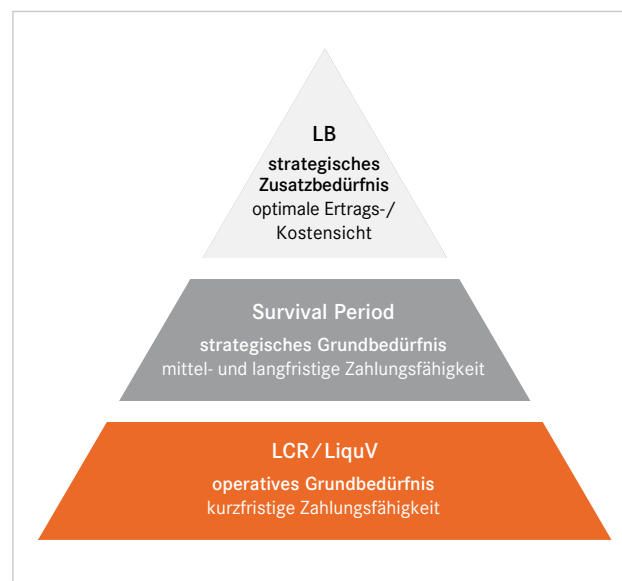 LB
strategisches
Zusatzbedürfnis
optimale Ertrags-/
Kostensicht
Survival Period
strategisches Grundbedürfnis
mittel- und langfristige Zahlungsfähigkeit
LCR/LiquV
operatives Grundbedürfnis
kurzfristige Zahlungsfähigkeit